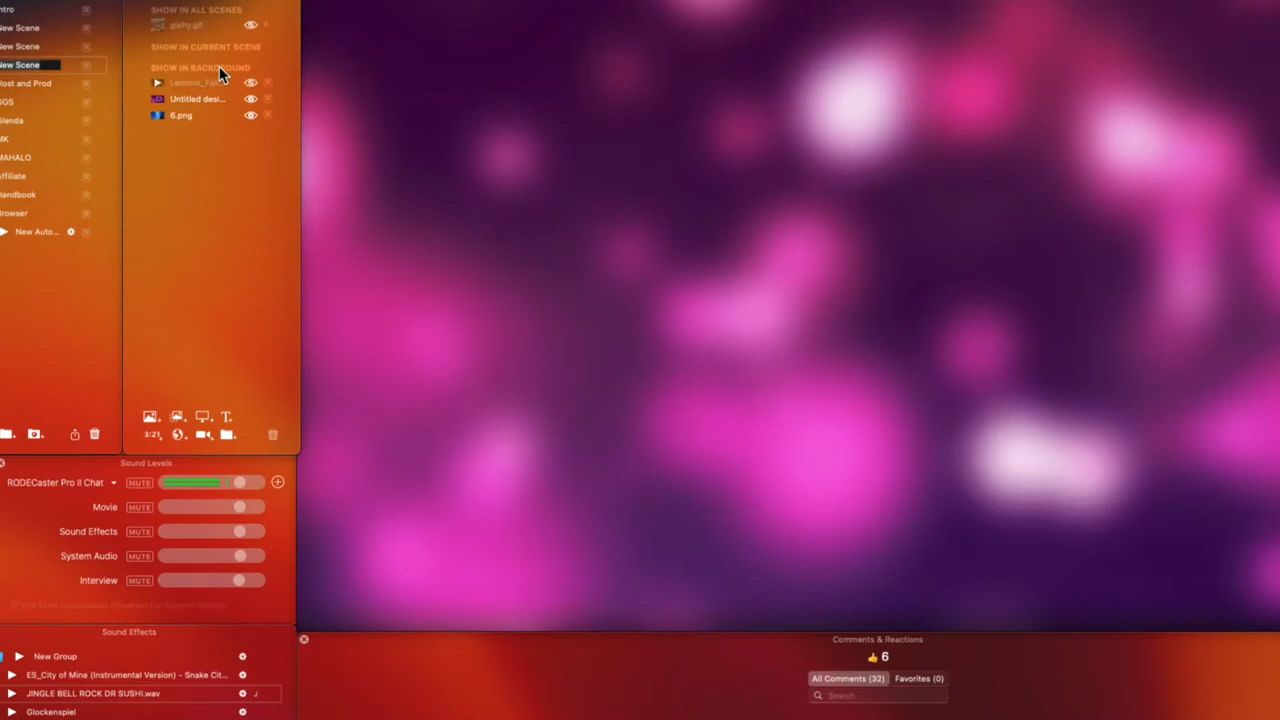 ntro
New Scene
New Scene
New Scene
Host and Prod
SGS
Glenda
MK
MAHALO
Affiliate
Handbook
Browser
New Auto...
SHOW IN ALL SCENES
giphy.gif
SHOW IN CURRENT SCENE
SHOW IN BACKGROUND
Untitled desi...
6.png
T
3:21
Sound Levels
RODECaster Pro II Chat
MUTE
Movie
MUTE
Sound Effects
MUTE
System Audio
MUTE
Interview
MUTE
Sound Effects
New Group
ES_City of Mine (Instrumental Version) - Snake Cit...
JINGLE BELL ROCK DR SUSHI.wav
Glockenspiel
Comments & Reactions
👍 6
All Comments (32)
Favorites (0)
Search